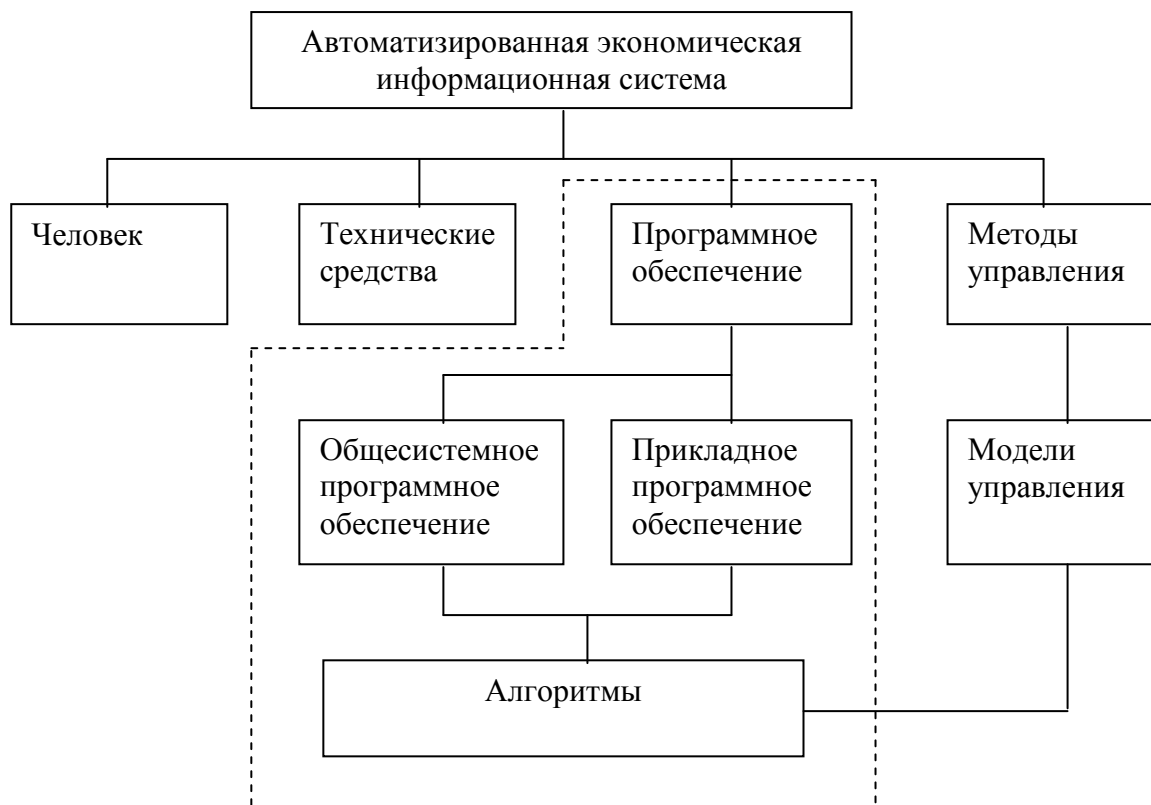 Автоматизированная экономическая
информационная система
Человек
Технические
средства
Программное
обеспечение
Методы
управления
Общесистемное
программное
обеспечение
Прикладное
программное
обеспечение
Модели
управления
Алгоритмы